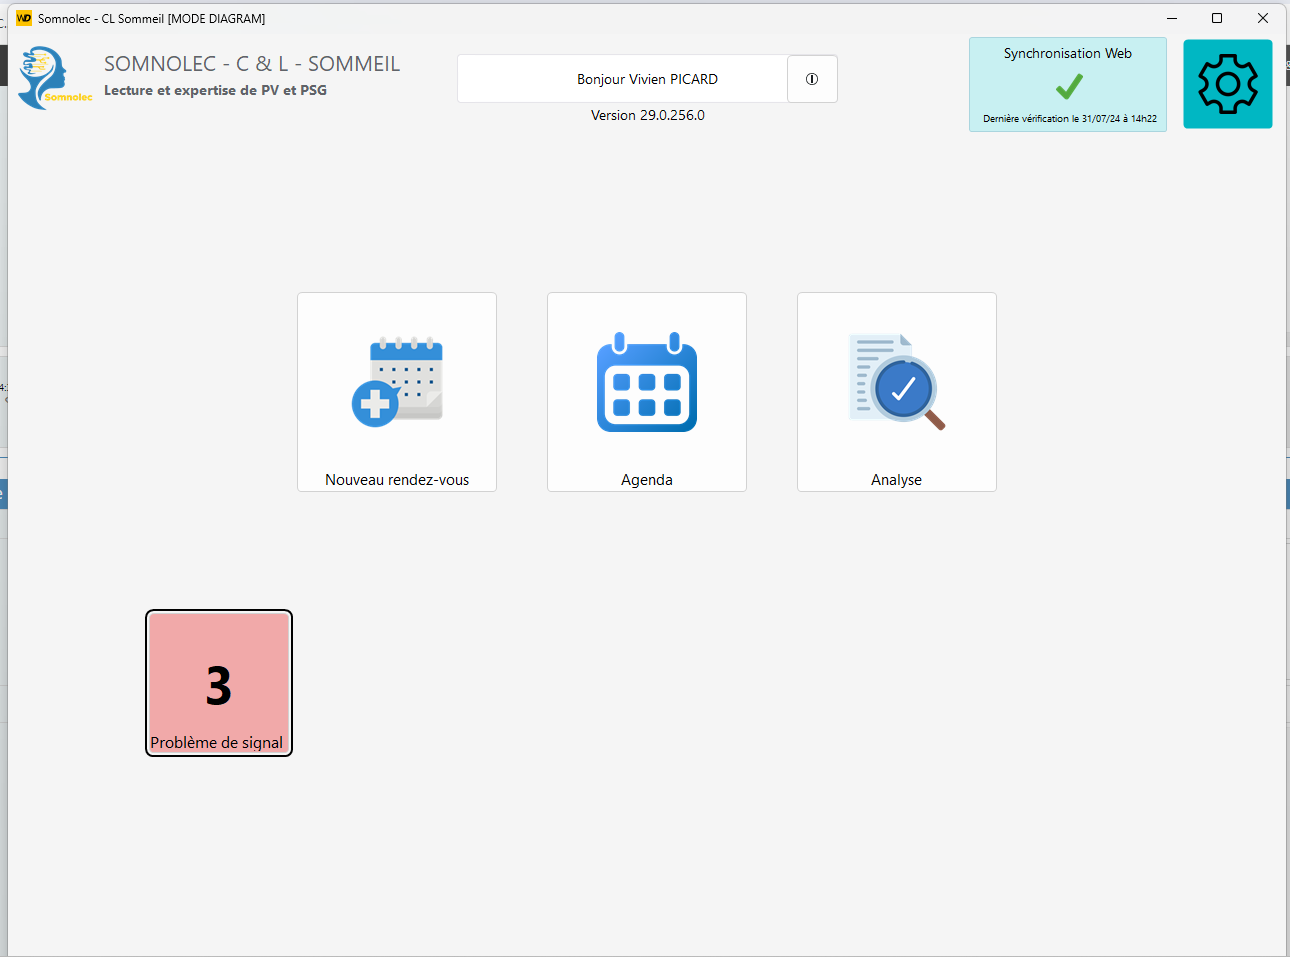 Somnolec - CL Sommeil [MODE DIAGRAM]
Somnolec
SOMNOLEC - C & L - SOMMEIL
Lecture et expertise de PV et PSG
Bonjour Vivien PICARD
Version 29.0.256.0
Synchronisation Web
Dernière vérification le 31/07/24 à 14h22
Nouveau rendez-vous
Agenda
Analyse
3
Problème de signal